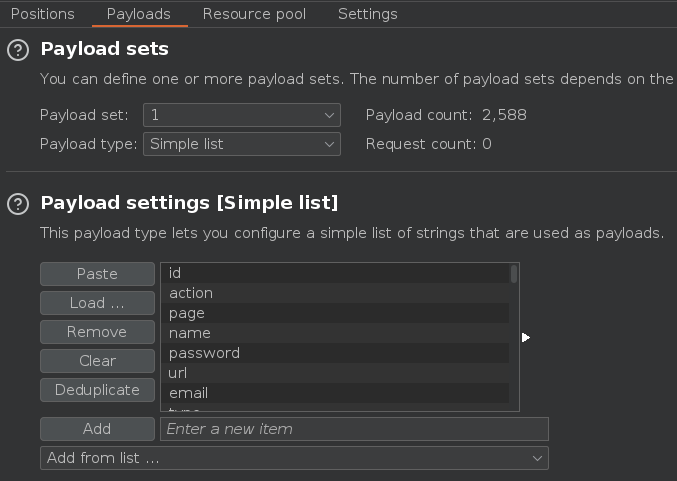 Positions Payloads Resource pool Settings
? Payload sets
You can define one or more payload sets. The number of payload sets depends on the
Payload set: 1 Payload count: 2,588
Payload type: Simple list Request count: 0
? Payload settings [Simple list]
This payload type lets you configure a simple list of strings that are used as payloads.
Paste id
action
Load ... page
Remove name
password
Clear url
Deduplicate email
type
Add Enter a new item
Add from list ...